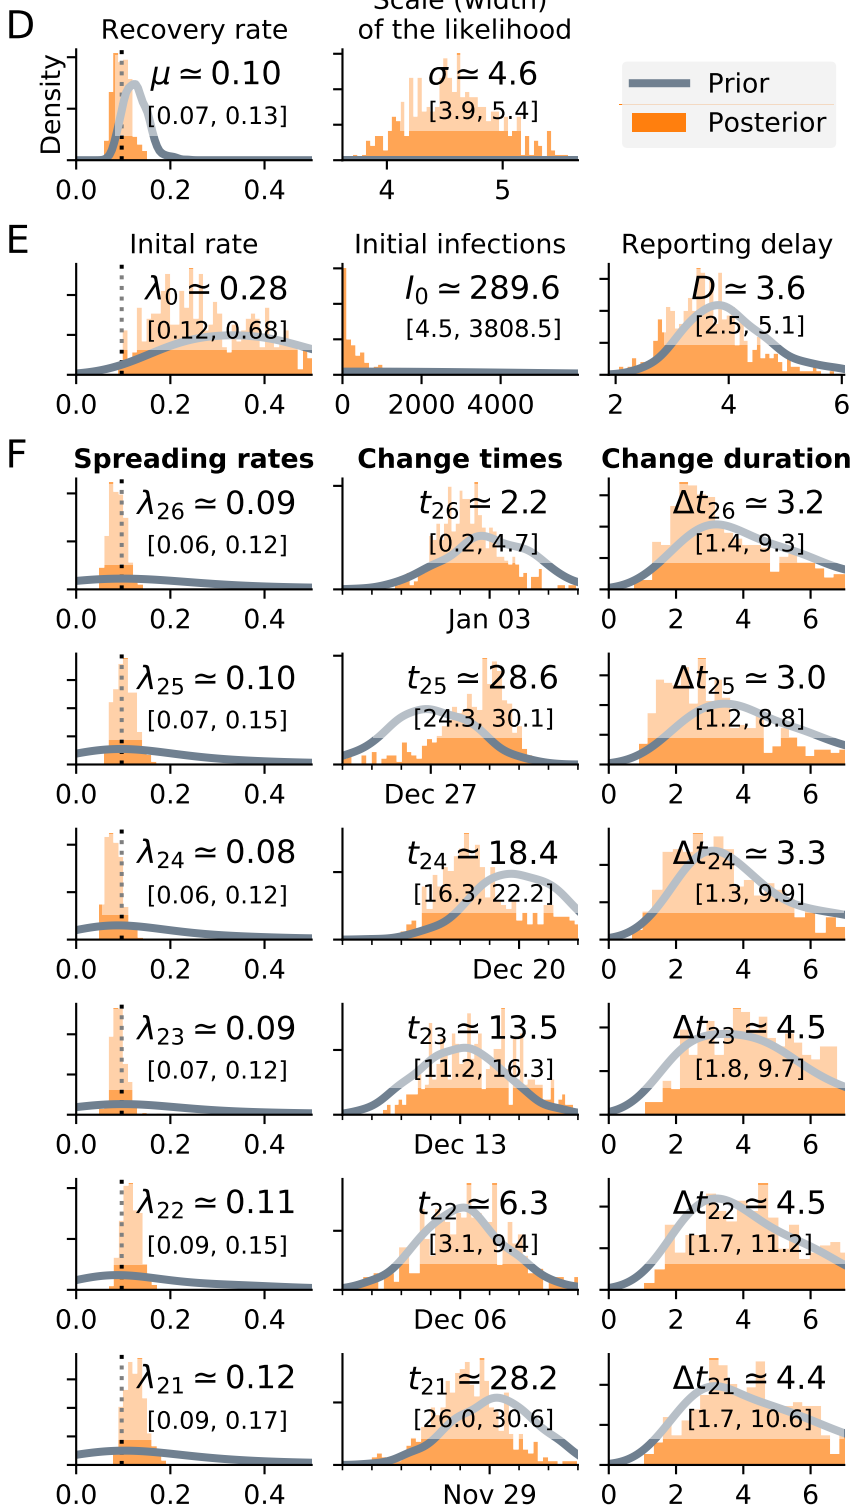 D
Recovery rate
Scale (width)
of the likelihood
Density
μ ≃ 0.10
[0.07, 0.13]
σ ≃ 4.6
[3.9, 5.4]
Prior
Posterior
0.0 0.2 0.4
4 5
E
Inital rate
Initial infections
Reporting delay
λ0 ≃ 0.28
[0.12, 0.68]
I0 ≃ 289.6
[4.5, 3808.5]
D ≃ 3.6
[2.5, 5.1]
0.0 0.2 0.4
0 2000 4000
2 4 6
F
Spreading rates
Change times
Change duration
λ26 ≃ 0.09
[0.06, 0.12]
t26 ≃ 2.2
[0.2, 4.7]
Δt26 ≃ 3.2
[1.4, 9.3]
0.0 0.2 0.4
Jan 03
0 2 4 6
λ25 ≃ 0.10
[0.07, 0.15]
t25 ≃ 28.6
[24.3, 30.1]
Δt25 ≃ 3.0
[1.2, 8.8]
0.0 0.2 0.4
Dec 27
0 2 4 6
λ24 ≃ 0.08
[0.06, 0.12]
t24 ≃ 18.4
[16.3, 22.2]
Δt24 ≃ 3.3
[1.3, 9.9]
0.0 0.2 0.4
Dec 20
0 2 4 6
λ23 ≃ 0.09
[0.07, 0.12]
t23 ≃ 13.5
[11.2, 16.3]
Δt23 ≃ 4.5
[1.8, 9.7]
0.0 0.2 0.4
Dec 13
0 2 4 6
λ22 ≃ 0.11
[0.09, 0.15]
t22 ≃ 6.3
[3.1, 9.4]
Δt22 ≃ 4.5
[1.7, 11.2]
0.0 0.2 0.4
Dec 06
0 2 4 6
λ21 ≃ 0.12
[0.09, 0.17]
t21 ≃ 28.2
[26.0, 30.6]
Δt21 ≃ 4.4
[1.7, 10.6]
0.0 0.2 0.4
Nov 29
0 2 4 6